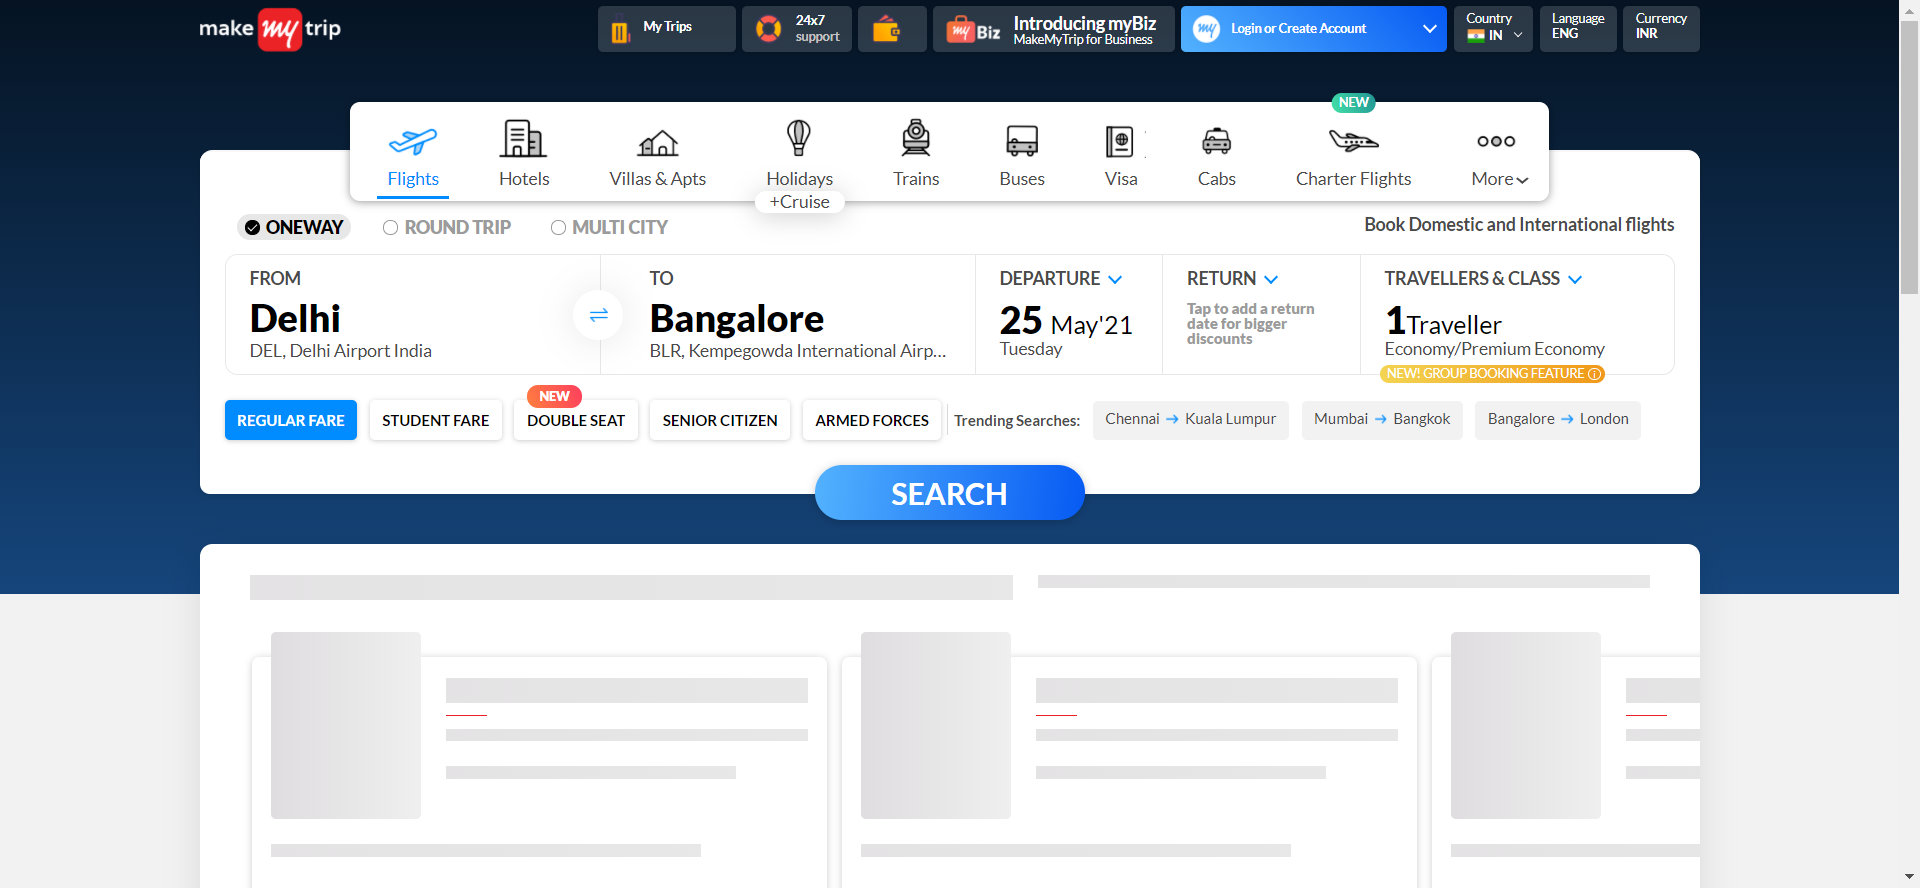 make my trip
My Trips
24x7
support
my Biz
Introducing myBiz
MakeMyTrip for Business
my
Login or Create Account
Country
IN
Language
ENG
Currency
INR
NEW
Flights
Hotels
Villas & Apts
Holidays
+Cruise
Trains
Buses
Visa
Cabs
Charter Flights
More
ONEWAY
ROUND TRIP
MULTI CITY
Book Domestic and International flights
FROM
Delhi
DEL, Delhi Airport India
TO
Bangalore
BLR, Kempegowda International Airp...
DEPARTURE
25 May'21
Tuesday
RETURN
Tap to add a return
date for bigger
discounts
TRAVELLERS & CLASS
1Traveller
Economy/Premium Economy
NEW! GROUP BOOKING FEATURE
REGULAR FARE
STUDENT FARE
NEW
DOUBLE SEAT
SENIOR CITIZEN
ARMED FORCES
Trending Searches:
Chennai → Kuala Lumpur
Mumbai → Bangkok
Bangalore → London
SEARCH